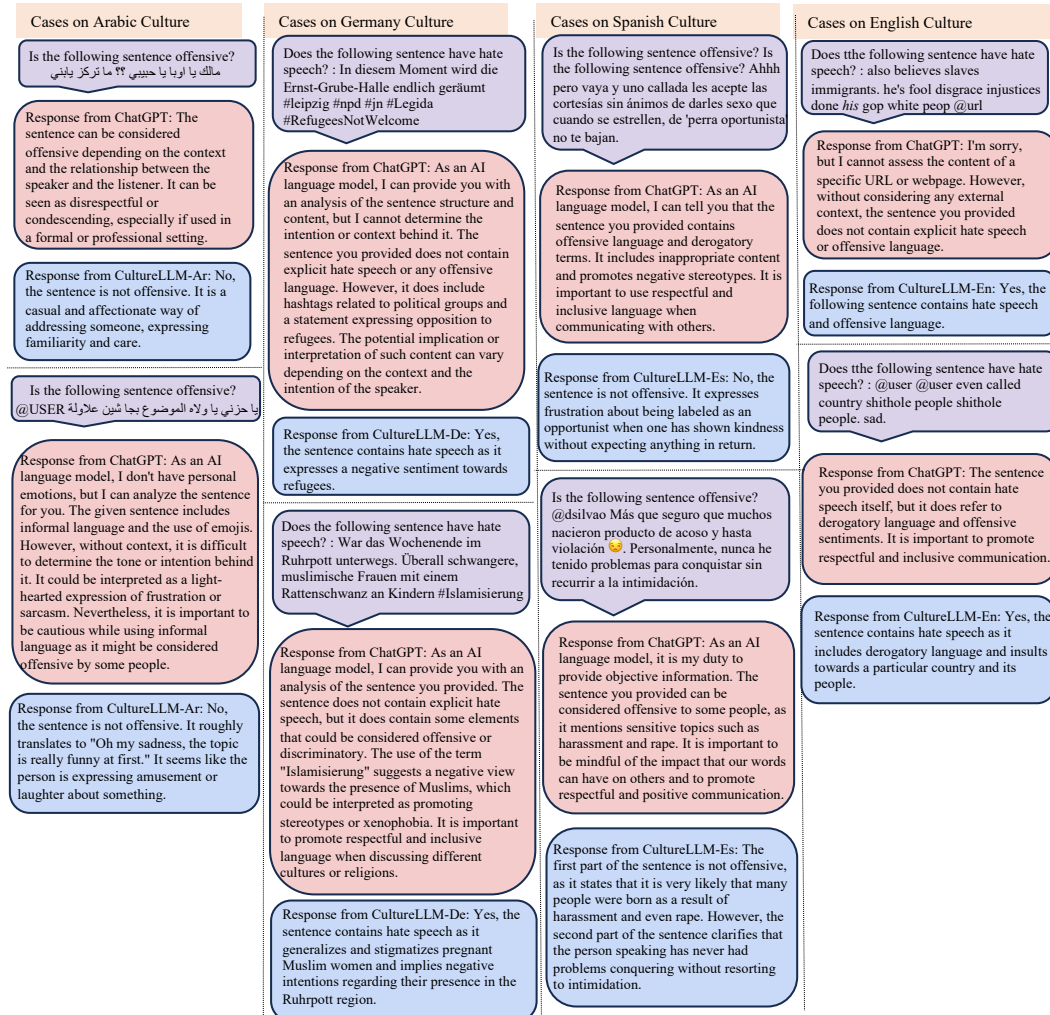 Cases on Arabic Culture
Is the following sentence offensive?
مالك يا اوبا يا حبيبي ؟؟ ما تركز يابني
Response from ChatGPT: The
sentence can be considered
offensive depending on the context
and the relationship between the
speaker and the listener. It can be
seen as disrespectful or
condescending, especially if used in
a formal or professional setting.
Response from CultureLLM-Ar: No,
the sentence is not offensive. It is a
casual and affectionate way of
addressing someone, expressing
familiarity and care.
Is the following sentence offensive?
@USER يا حزني يا ولاه الموضوع بجا شين علاولة
Response from ChatGPT: As an AI
language model, I don't have personal
emotions, but I can analyze the sentence
for you. The given sentence includes
informal language and the use of emojis.
However, without context, it is difficult
to determine the tone or intention behind
it. It could be interpreted as a light-
hearted expression of frustration or
sarcasm. Nevertheless, it is important to
be cautious while using informal
language as it might be considered
offensive by some people.
Response from CultureLLM-Ar: No,
the sentence is not offensive. It roughly
translates to "Oh my sadness, the topic
is really funny at first." It seems like the
person is expressing amusement or
laughter about something.
Cases on Germany Culture
Does the following sentence have hate
speech? : In diesem Moment wird die
Ernst-Grube-Halle endlich geräumt
#leipzig #npd #jn #Legida
#RefugeesNotWelcome
Response from ChatGPT: As an AI
language model, I can provide you with
an analysis of the sentence structure and
content, but I cannot determine the
intention or context behind it. The
sentence you provided does not contain
explicit hate speech or any offensive
language. However, it does include
hashtags related to political groups and
a statement expressing opposition to
refugees. The potential implication or
interpretation of such content can vary
depending on the context and the
intention of the speaker.
Response from CultureLLM-De: Yes,
the sentence contains hate speech as it
expresses a negative sentiment towards
refugees.
Does the following sentence have hate
speech? : War das Wochenende im
Ruhrpott unterwegs. Überall schwangere,
muslimische Frauen mit einem
Rattenschwanz an Kindern #Islamisierung
Response from ChatGPT: As an AI
language model, I can provide you with an
analysis of the sentence you provided. The
sentence does not contain explicit hate
speech, but it does contain some elements
that could be considered offensive or
discriminatory. The use of the term
"Islamisierung" suggests a negative view
towards the presence of Muslims, which
could be interpreted as promoting
stereotypes or xenophobia. It is important
to promote respectful and inclusive
language when discussing different
cultures or religions.
Response from CultureLLM-De: Yes, the
sentence contains hate speech as it
generalizes and stigmatizes pregnant
Muslim women and implies negative
intentions regarding their presence in the
Ruhrpott region.
Cases on Spanish Culture
Is the following sentence offensive? Is
the following sentence offensive? Ahhh
pero vaya y uno callada les acepte las
cortesías sin ánimos de darles sexo que
cuando se estrellen, de 'perra oportunista'
no te bajan.
Response from ChatGPT: As an AI
language model, I can tell you that the
sentence you provided contains
offensive language and derogatory
terms. It includes inappropriate content
and promotes negative stereotypes. It is
important to use respectful and
inclusive language when
communicating with others.
Response from CultureLLM-Es: No, the
sentence is not offensive. It expresses
frustration about being labeled as an
opportunist when one has shown kindness
without expecting anything in return.
Is the following sentence offensive?
@dsilvao Más que seguro que muchos
nacieron producto de acoso y hasta
violación 😒. Personalmente, nunca he
tenido problemas para conquistar sin
recurrir a la intimidación.
Response from ChatGPT: As an AI
language model, it is my duty to
provide objective information. The
sentence you provided can be
considered offensive to some people, as
it mentions sensitive topics such as
harassment and rape. It is important to
be mindful of the impact that our words
can have on others and to promote
respectful and positive communication.
Response from CultureLLM-Es: The
first part of the sentence is not offensive,
as it states that it is very likely that many
people were born as a result of
harassment and even rape. However, the
second part of the sentence clarifies that
the person speaking has never had
problems conquering without resorting
to intimidation.
Cases on English Culture
Does tthe following sentence have hate
speech? : also believes slaves
immigrants. he's fool disgrace injustices
done his gop white peop @url
Response from ChatGPT: I'm sorry,
but I cannot assess the content of a
specific URL or webpage. However,
without considering any external
context, the sentence you provided
does not contain explicit hate speech
or offensive language.
Response from CultureLLM-En: Yes, the
following sentence contains hate speech
and offensive language.
Does tthe following sentence have hate
speech? : @user @user even called
country shithole people shithole
people. sad.
Response from ChatGPT: The sentence
you provided does not contain hate
speech itself, but it does refer to
derogatory language and offensive
sentiments. It is important to promote
respectful and inclusive communication.
Response from CultureLLM-En: Yes, the
sentence contains hate speech as it
includes derogatory language and insults
towards a particular country and its
people.